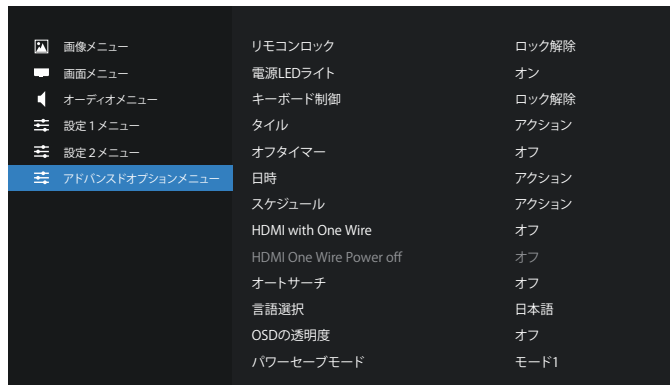 画像メニュー リモコンロック ロック解除
画面メニュー 電源LEDライト オン
オーディオメニュー キーボード制御 ロック解除
設定1メニュー タイル アクション
設定2メニュー オフタイマー オフ
アドバンスドオプションメニュー 日時 アクション
スケジュール アクション
HDMI with One Wire オフ
HDMI One Wire Power off オフ
オートサーチ オフ
言語選択 日本語
OSDの透明度 オフ
パワーセーブモード モード1